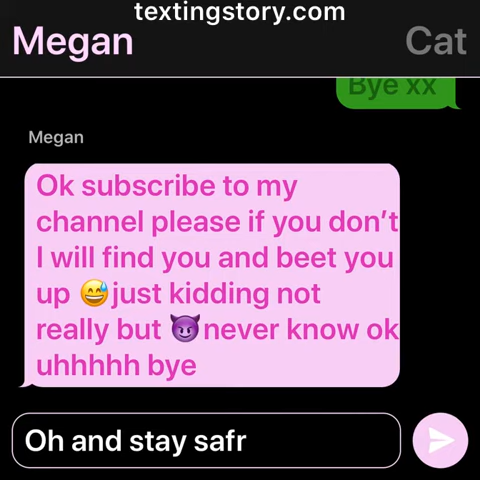 textingstory.com
Megan Cat
Bye xx
Megan
Ok subscribe to my
channel please if you don’t
I will find you and beet you
up 😅just kidding not
really but 😈never know ok
uhhhhh bye
Oh and stay safr